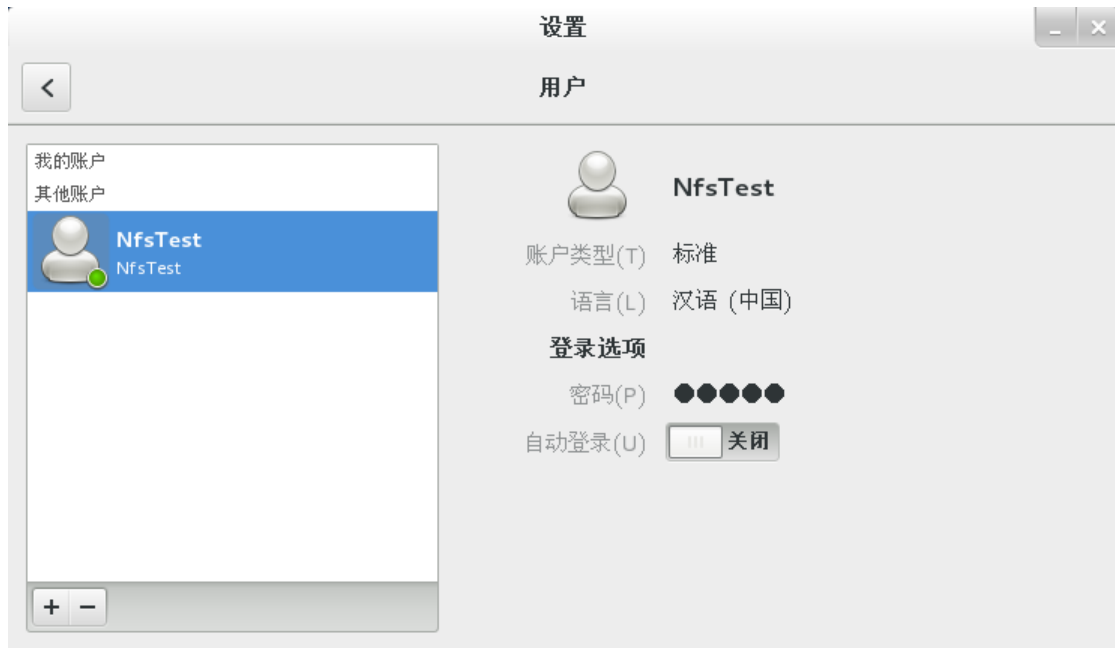 设置
用户
我的账户
其他账户
NfsTest
NfsTest
NfsTest
账户类型(T) 标准
语言(L) 汉语 (中国)
登录选项
密码(P) ●●●●●
自动登录(U) 关闭